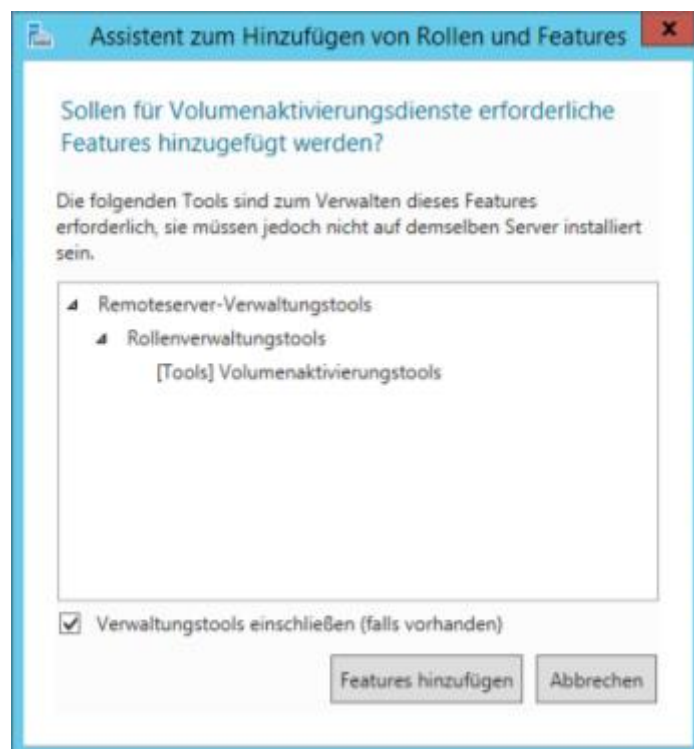 Assistent zum Hinzufügen von Rollen und Features
x
Sollen für Volumenaktivierungsdienste erforderliche
Features hinzugefügt werden?
Die folgenden Tools sind zum Verwalten dieses Features
erforderlich, sie müssen jedoch nicht auf demselben Server installiert
sein.
Remoteserver-Verwaltungstools
Rollenverwaltungstools
[Tools] Volumenaktivierungstools
Verwaltungstools einschließen (falls vorhanden)
Features hinzufügen
Abbrechen